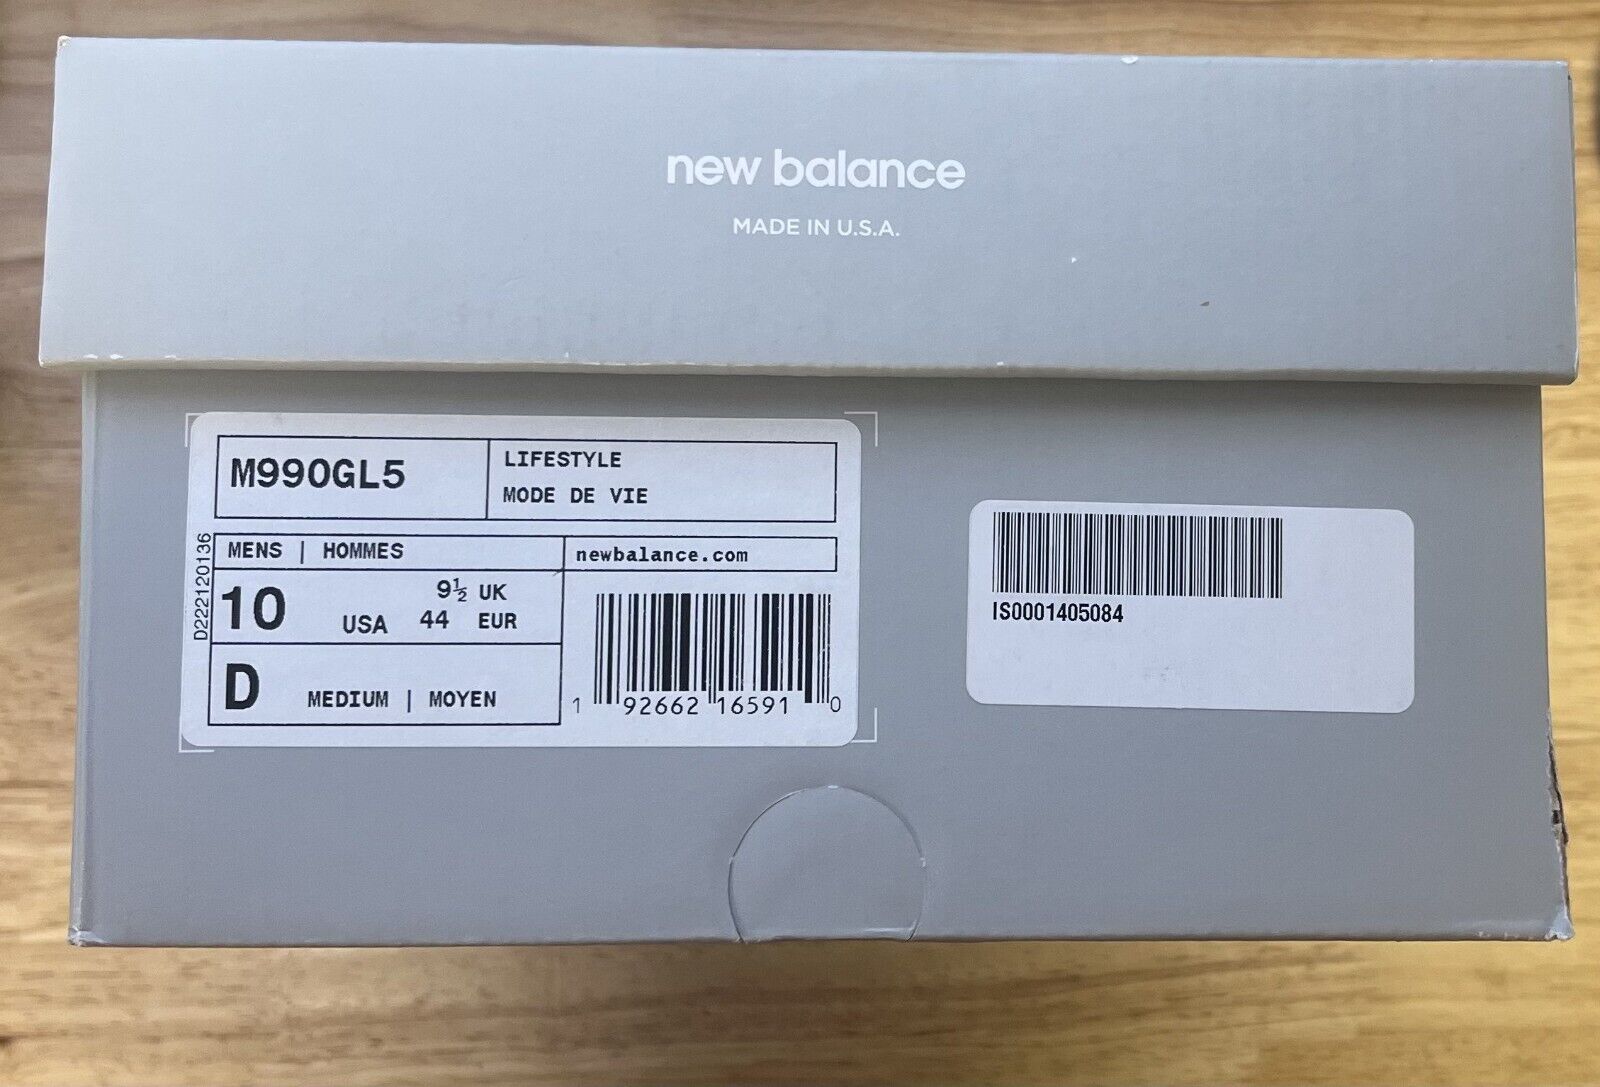 new balance
MADE IN U.S.A.
M990GL5
LIFESTYLE
MODE DE VIE
D222120136
MENS | HOMMES
newbalance.com
10 USA
9½ UK
44 EUR
D MEDIUM | MOYEN
1 92662 16591 0
IS0001405084